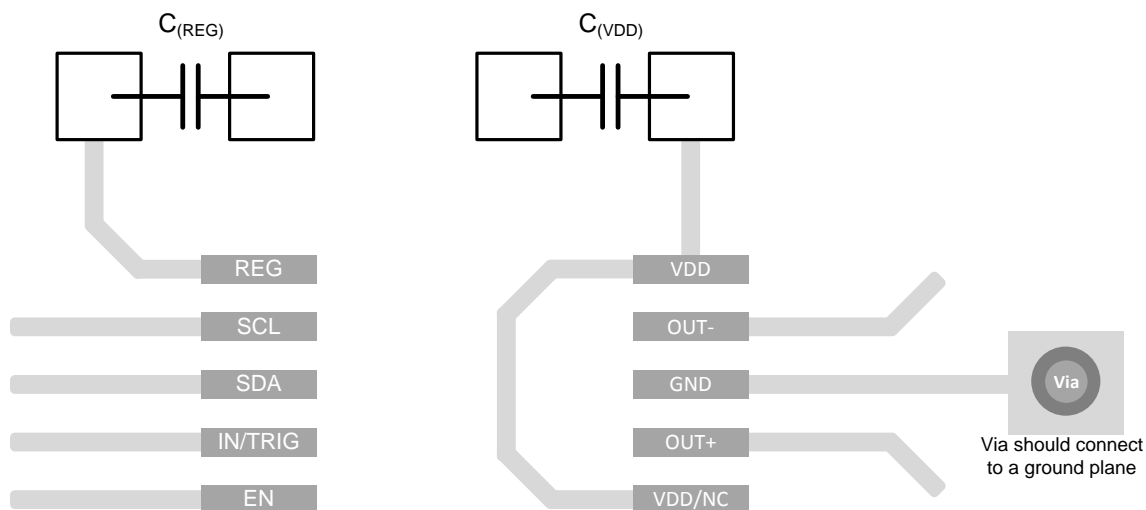 C(REG)
C(VDD)
REG
VDD
SCL
OUT-
SDA
GND
Via
IN/TRIG
OUT+
Via should connect
to a ground plane
EN
VDD/NC